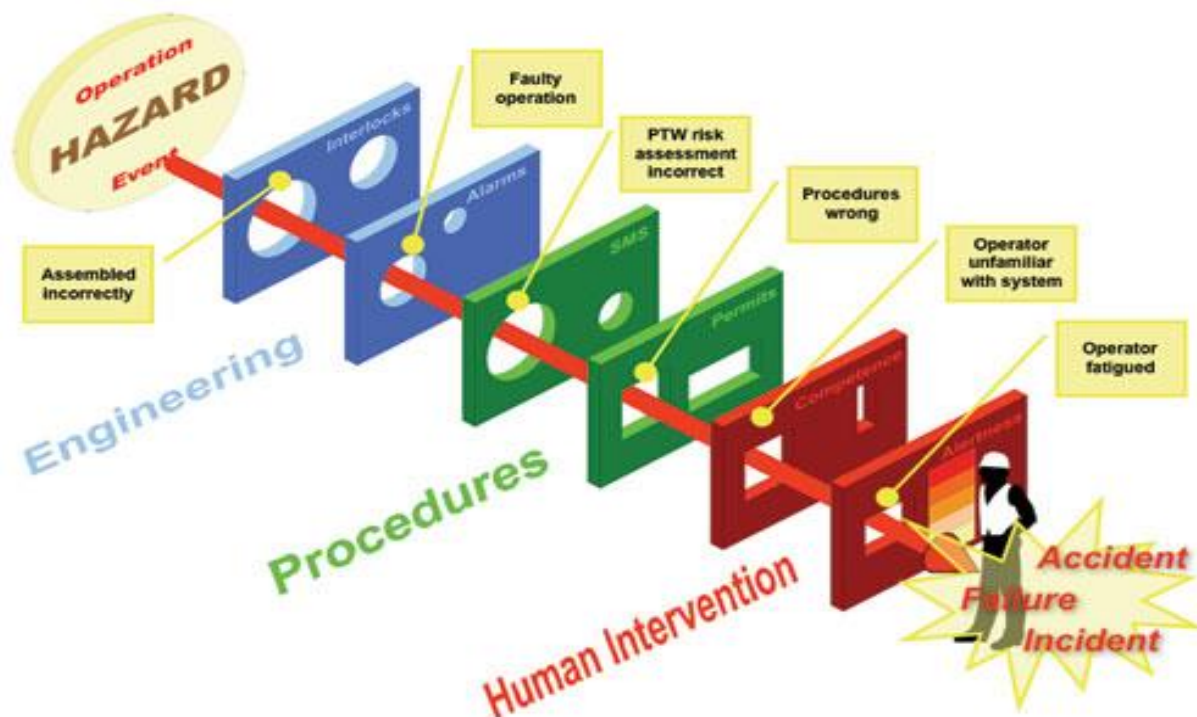 Operation
HAZARD
Event
Interlocks
Assembled
incorrectly
Alarms
Faulty
operation
Engineering
SMS
PTW risk
assessment
incorrect
Permits
Procedures
wrong
Procedures
Competence
Operator
unfamiliar
with system
Alertness
Operator
fatigued
Human Intervention
Accident
Failure
Incident